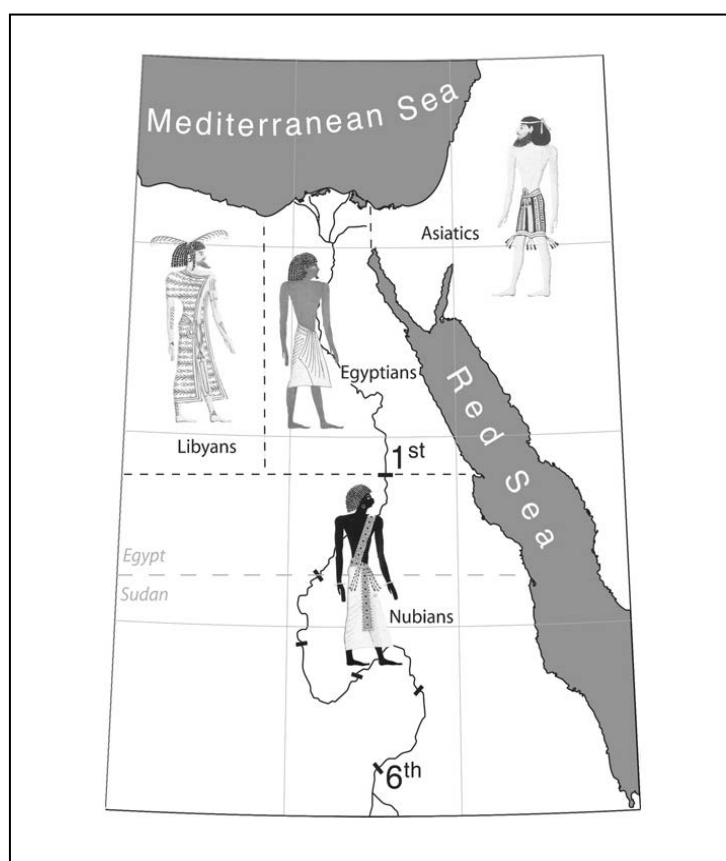 Mediterranean Sea
Asiatics
Egyptians
Red Sea
Libyans
1st
Egypt
Sudan
Nubians
6th